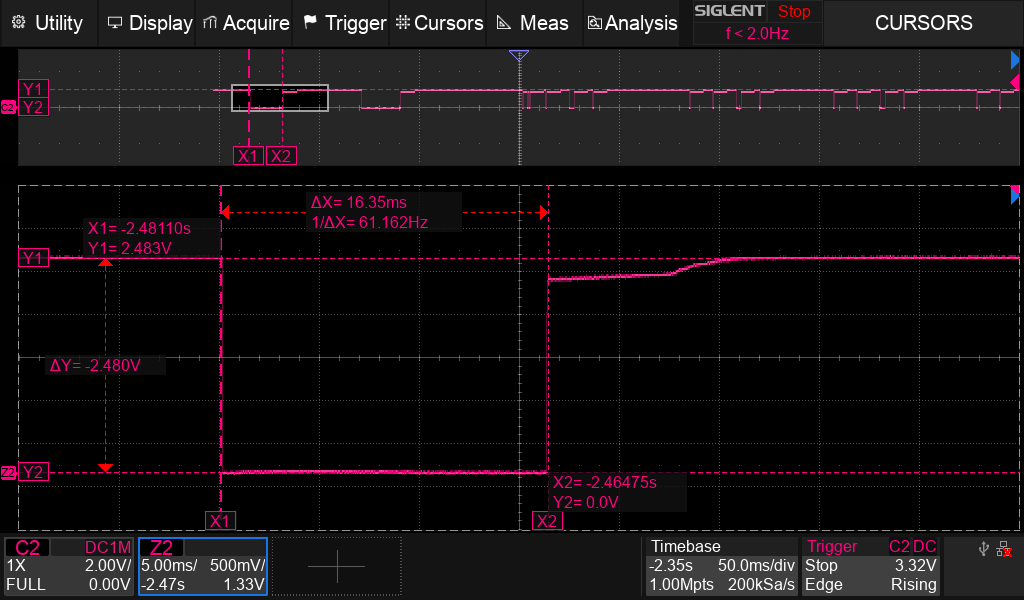 Utility Display Acquire Trigger Cursors Meas Analysis SIGLENT Stop CURSORS
f < 2.0Hz
Y1
C2 Y2
X1 X2
ΔX= 16.35ms
1/ΔX= 61.162Hz
X1= -2.48110s
Y1= 2.483V
Y1
ΔY= -2.480V
Z2 Y2
X2= -2.46475s
Y2= 0.0V
X1 X2
C2 DC1M Z2 Timebase Trigger C2 DC
1X 2.00V/ 5.00ms/ 500mV/ -2.35s 50.0ms/div Stop 3.32V
FULL 0.00V -2.47s 1.33V 1.00Mpts 200kSa/s Edge Rising